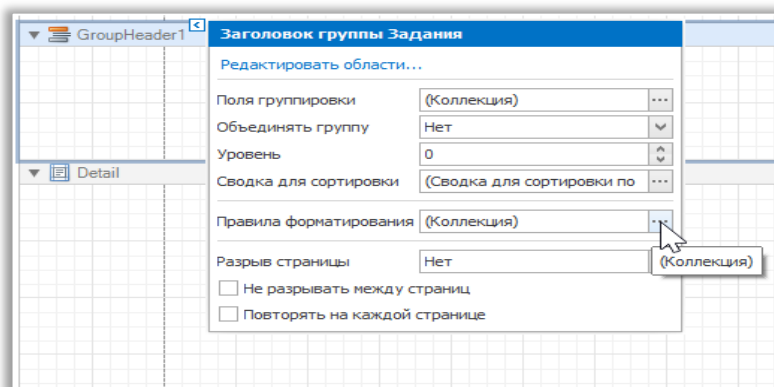 GroupHeader1
Заголовок группы Задания
Редактировать области...
Поля группировки (Коллекция)
Объединять группу Нет
Уровень 0
Detail
Сводка для сортировки (Сводка для сортировки по
Правила форматирования (Коллекция)
Разрыв страницы Нет
(Коллекция)
Не разрывать между страниц
Повторять на каждой странице